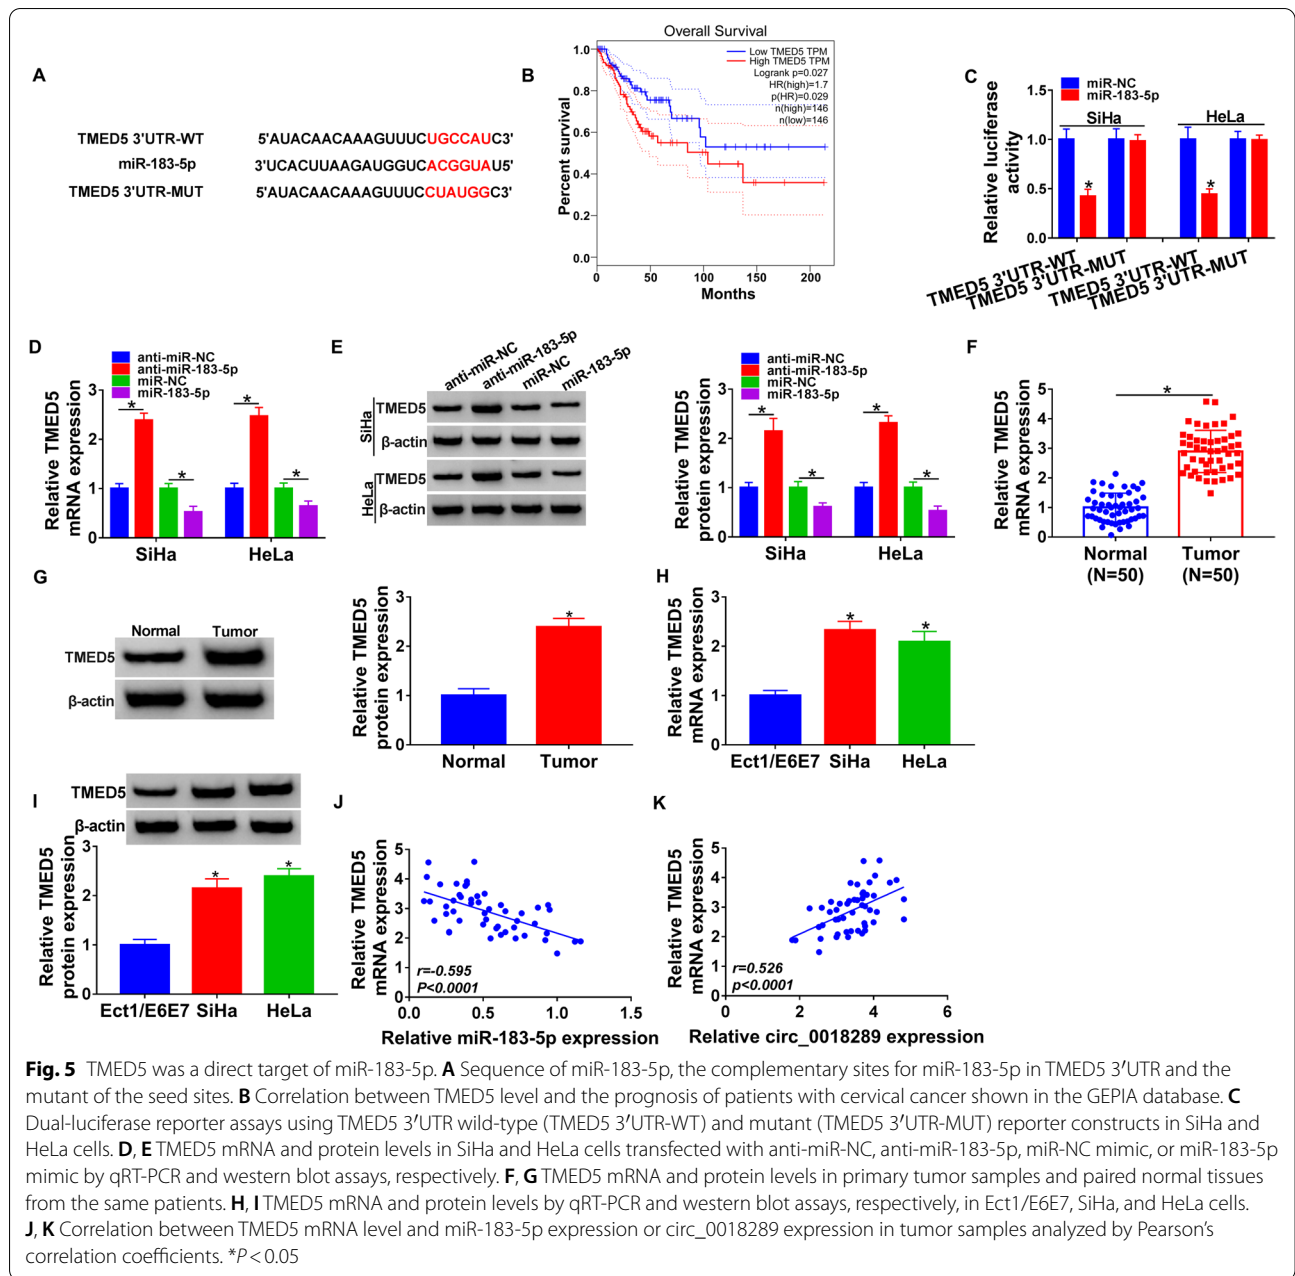 A
TMED5 3'UTR-WT 5'AUACAACAAAGUUUCUGCCAUC3'
miR-183-5p 3'UCACUUAAGAUGGUCACGGUAU5'
TMED5 3'UTR-MUT 5'AUACAACAAAGUUUCCUAUGGC3'
B
Overall Survival
Low TMED5 TPM
High TMED5 TPM
Logrank p=0.027
HR(high)=1.7
p(HR)=0.029
n(high)=146
n(low)=146
Percent survival
1.0
0.8
0.6
0.4
0.2
0.0
0 50 100 150 200
Months
C
miR-NC
miR-183-5p
SiHa HeLa
Relative luciferase
activity
1.5
1.0
0.5
0.0
* *
TMED5 3'UTR-WT
TMED5 3'UTR-MUT
TMED5 3'UTR-WT
TMED5 3'UTR-MUT
D
anti-miR-NC
anti-miR-183-5p
miR-NC
miR-183-5p
Relative TMED5
mRNA expression
3
2
1
0
* * * *
SiHa HeLa
E
anti-miR-NC
anti-miR-183-5p
miR-NC
miR-183-5p
SiHa
TMED5
β-actin
HeLa
TMED5
β-actin
anti-miR-NC
anti-miR-183-5p
miR-NC
miR-183-5p
Relative TMED5
protein expression
3
2
1
0
* * * *
SiHa HeLa
F
Relative TMED5
mRNA expression
5
4
3
2
1
0
*
Normal Tumor
(N=50) (N=50)
G
Normal Tumor
TMED5
β-actin
Relative TMED5
protein expression
3
2
1
0
*
Normal Tumor
H
Relative TMED5
mRNA expression
3
2
1
0
* *
Ect1/E6E7 SiHa HeLa
I
TMED5
β-actin
Relative TMED5
protein expression
3
2
1
0
* *
Ect1/E6E7 SiHa HeLa
J
Relative TMED5
mRNA expression
5
4
3
2
1
0
r=-0.595
P<0.0001
0.0 0.5 1.0 1.5
Relative miR-183-5p expression
K
Relative TMED5
mRNA expression
5
4
3
2
1
0
r=0.526
p<0.0001
0 2 4 6
Relative circ_0018289 expression
Fig. 5 TMED5 was a direct target of miR-183-5p. A Sequence of miR-183-5p, the complementary sites for miR-183-5p in TMED5 3′UTR and the
mutant of the seed sites. B Correlation between TMED5 level and the prognosis of patients with cervical cancer shown in the GEPIA database. C
Dual-luciferase reporter assays using TMED5 3′UTR wild-type (TMED5 3′UTR-WT) and mutant (TMED5 3′UTR-MUT) reporter constructs in SiHa and
HeLa cells. D, E TMED5 mRNA and protein levels in SiHa and HeLa cells transfected with anti-miR-NC, anti-miR-183-5p, miR-NC mimic, or miR-183-5p
mimic by qRT-PCR and western blot assays, respectively. F, G TMED5 mRNA and protein levels in primary tumor samples and paired normal tissues
from the same patients. H, I TMED5 mRNA and protein levels by qRT-PCR and western blot assays, respectively, in Ect1/E6E7, SiHa, and HeLa cells.
J, K Correlation between TMED5 mRNA level and miR-183-5p expression or circ_0018289 expression in tumor samples analyzed by Pearson's
correlation coefficients. *P < 0.05